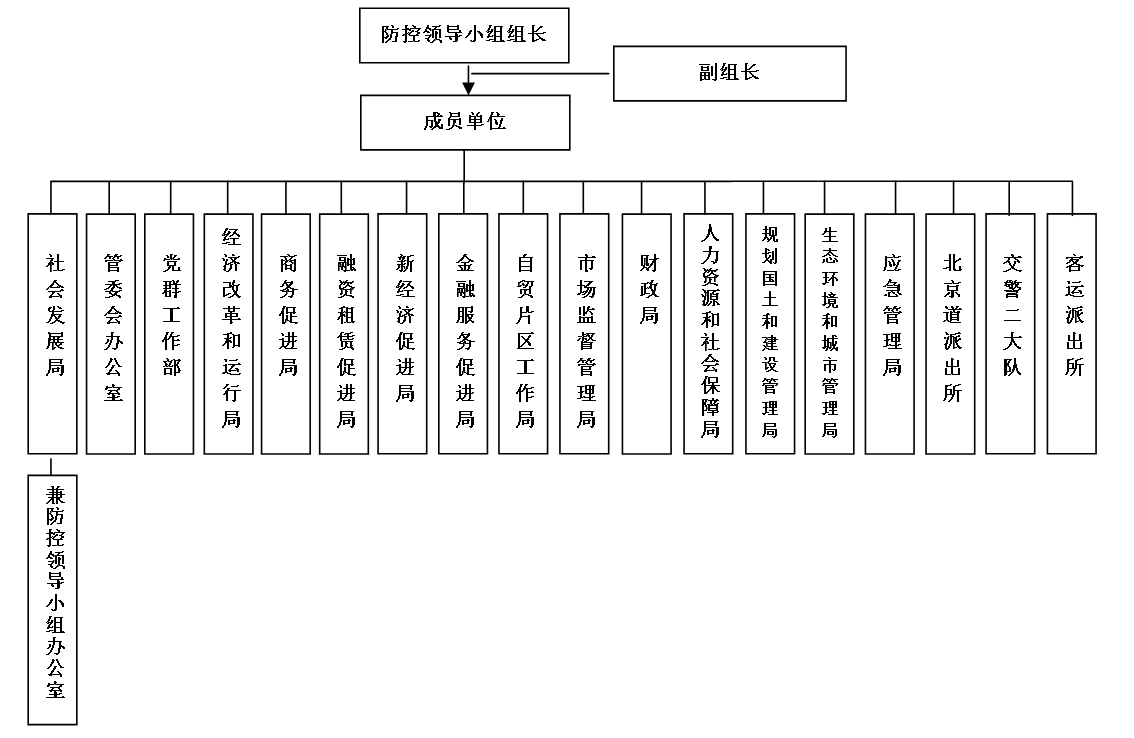 防控领导小组组长
副组长
成员单位
社会发展局
管委会办公室
党群工作部
经济改革和运行局
商务促进局
融资租赁促进局
新经济促进局
金融服务促进局
自贸片区工作局
市场监督管理局
财政局
人力资源和社会保障局
规划国土和建设管理局
生态环境和城市管理局
应急管理局
北京道派出所
交警二大队
客运派出所
兼防控领导小组办公室